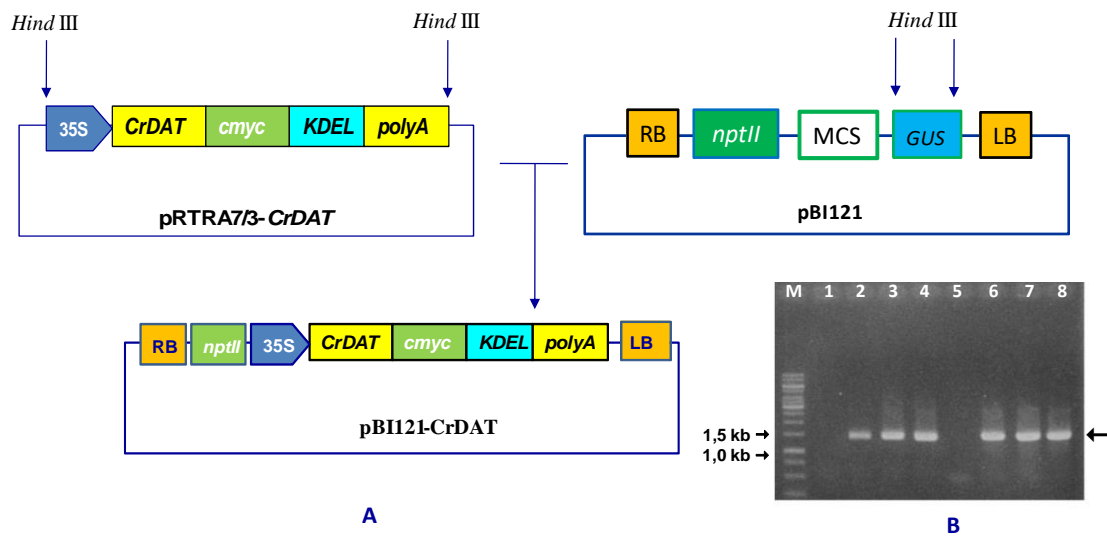 Hind III
Hind III
Hind III
35S CrDAT cmyc KDEL polyA
pRTRA7/3-CrDAT
RB nptII MCS GUS LB
pBI121
RB nptII 35S CrDAT cmyc KDEL polyA LB
pBI121-CrDAT
M 1 2 3 4 5 6 7 8
1,5 kb
1,0 kb
A
B